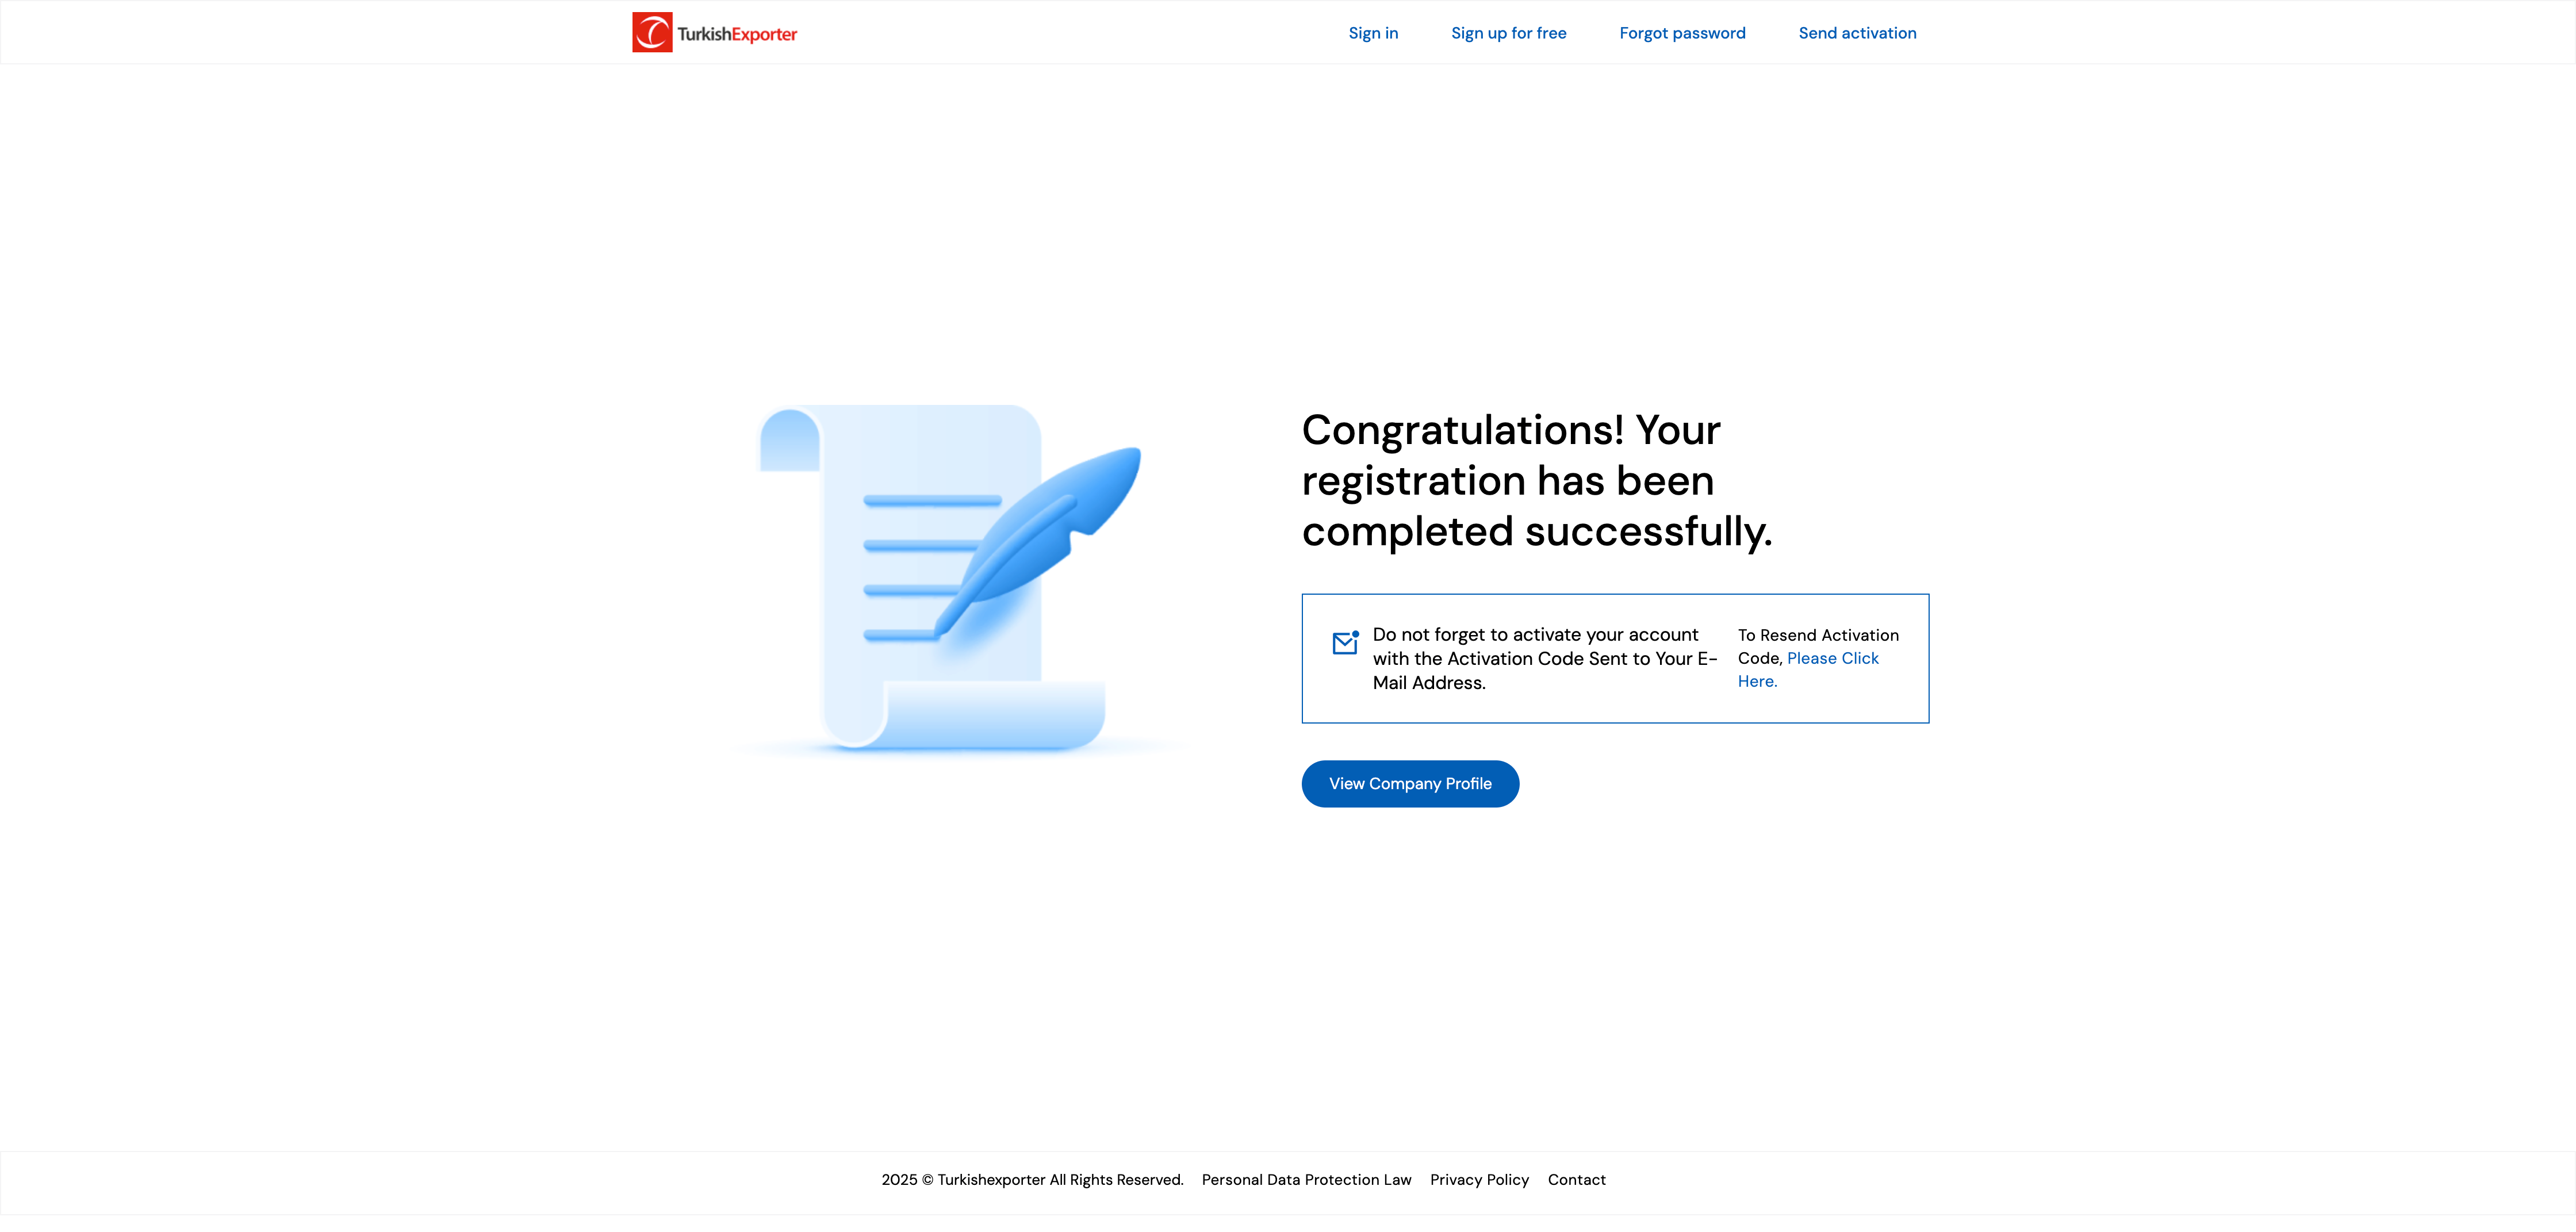 TurkishExporter
Sign in
Sign up for free
Forgot password
Send activation
Congratulations! Your
registration has been
completed successfully.
Do not forget to activate your account
with the Activation Code Sent to Your E-
Mail Address.
To Resend Activation
Code, Please Click
Here.
View Company Profile
2025 © Turkishexporter All Rights Reserved.
Personal Data Protection Law
Privacy Policy
Contact